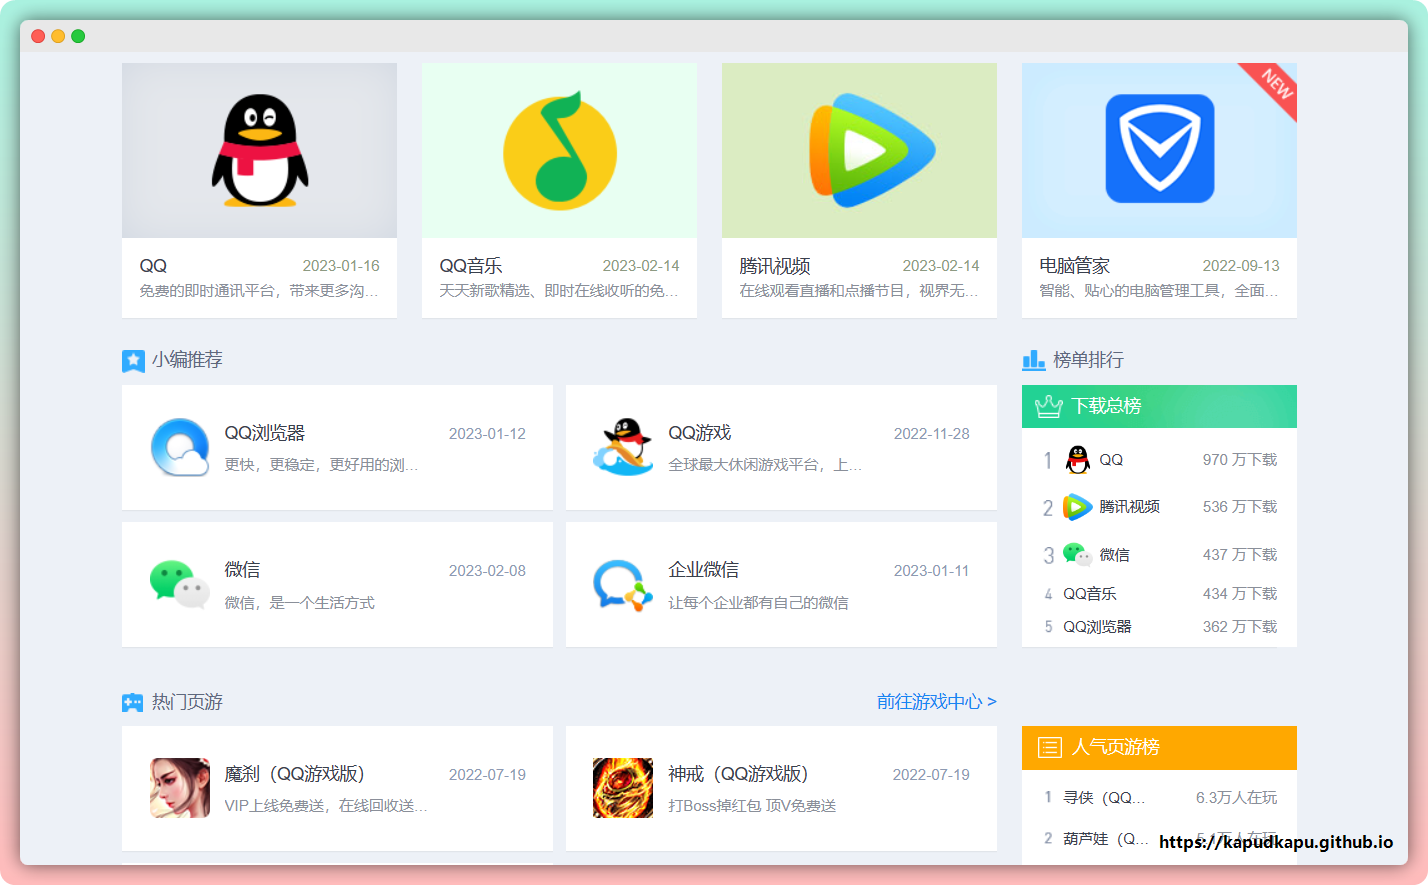 NEW
QQ 2023-01-16
免费的即时通讯平台，带来更多沟...
QQ音乐 2023-02-14
天天新歌精选、即时在线收听的免...
腾讯视频 2023-02-14
在线观看直播和点播节目，视界无...
电脑管家 2022-09-13
智能、贴心的电脑管理工具，全面...
小编推荐
QQ浏览器 2023-01-12
更快，更稳定，更好用的浏...
QQ游戏 2022-11-28
全球最大休闲游戏平台，上...
微信 2023-02-08
微信，是一个生活方式
企业微信 2023-01-11
让每个企业都有自己的微信
榜单排行
下载总榜
1 QQ 970 万下载
2 腾讯视频 536 万下载
3 微信 437 万下载
4 QQ音乐 434 万下载
5 QQ浏览器 362 万下载
热门页游 前往游戏中心 >
魔刹（QQ游戏版） 2022-07-19
VIP上线免费送，在线回收送...
神戒（QQ游戏版） 2022-07-19
打Boss掉红包 顶V免费送
人气页游榜
1 寻侠（QQ... 6.3万人在玩
2 葫芦娃（Q... 5.1万人在玩
https://kapudkapu.github.io